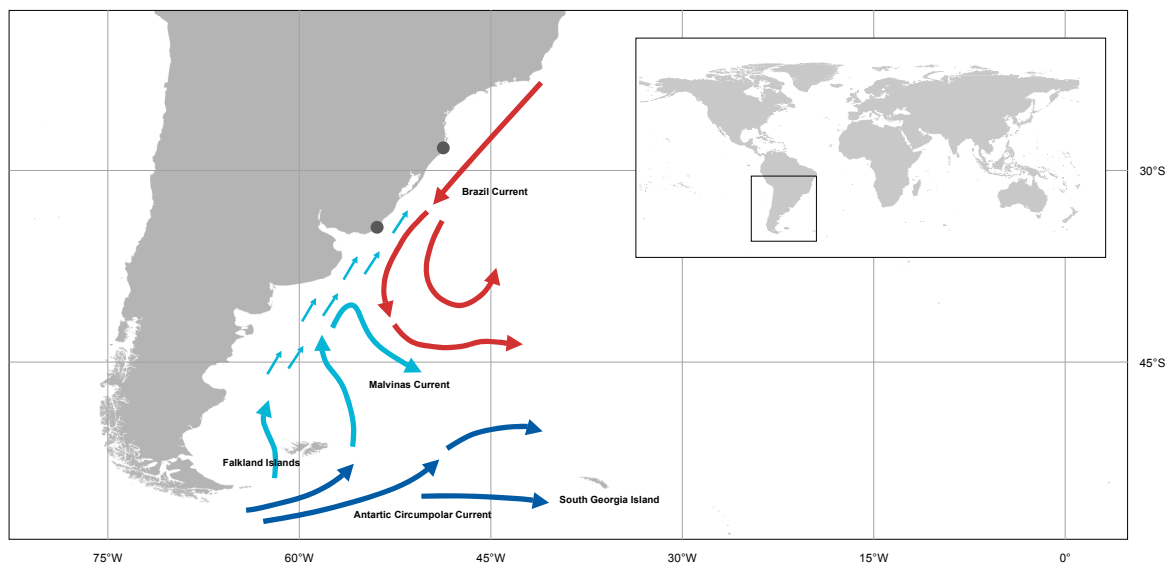 30°S
Brazil Current
45°S
Malvinas Current
Falkland Islands
South Georgia Island
Antartic Circumpolar Current
75°W
60°W
45°W
30°W
15°W
0°